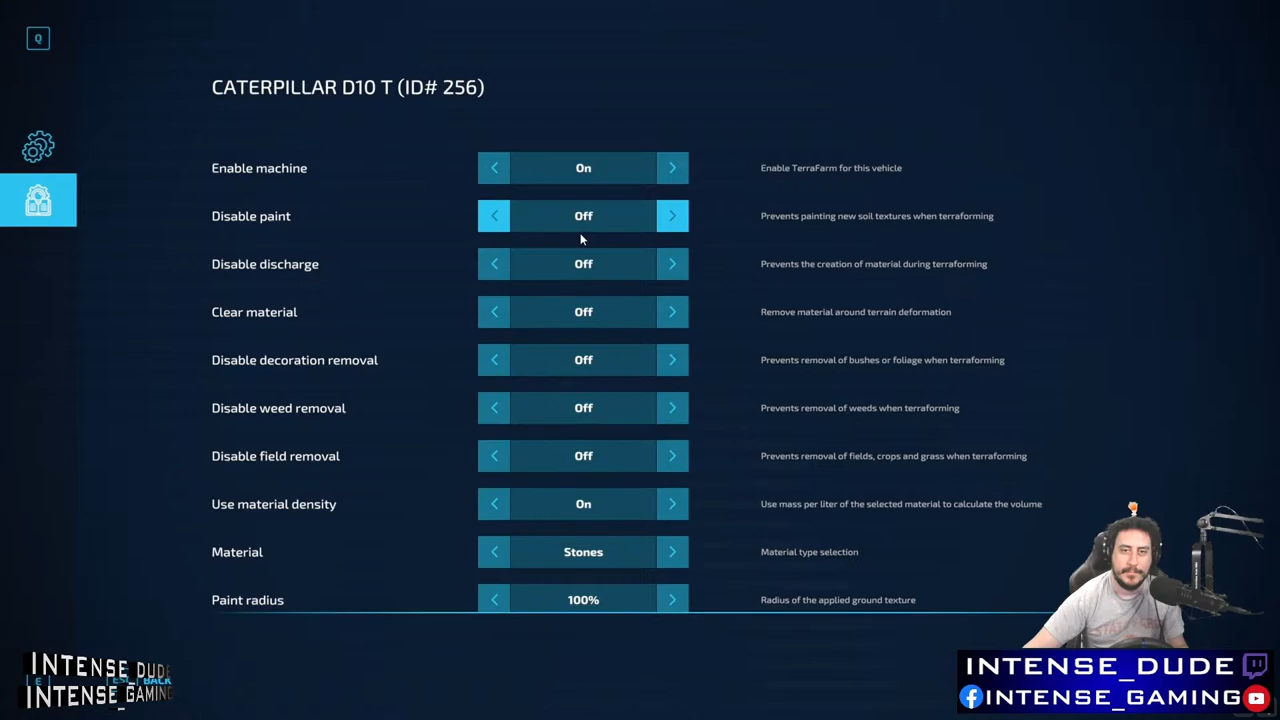 Q
CATERPILLAR D10 T (ID# 256)
Enable machine On Enable TerraFarm for this vehicle
Disable paint Off Prevents painting new soil textures when terraforming
Disable discharge Off Prevents the creation of material during terraforming
Clear material Off Remove material around terrain deformation
Disable decoration removal Off Prevents removal of bushes or foliage when terraforming
Disable weed removal Off Prevents removal of weeds when terraforming
Disable field removal Off Prevents removal of fields, crops and grass when terraforming
Use material density On Use mass per liter of the selected material to calculate the volume
Material Stones Material type selection
Paint radius 100% Radius of the applied ground texture
INTENSE_DUDE
E BACK
INTENSE_GAMING
INTENSE_DUDE
INTENSE_GAMING